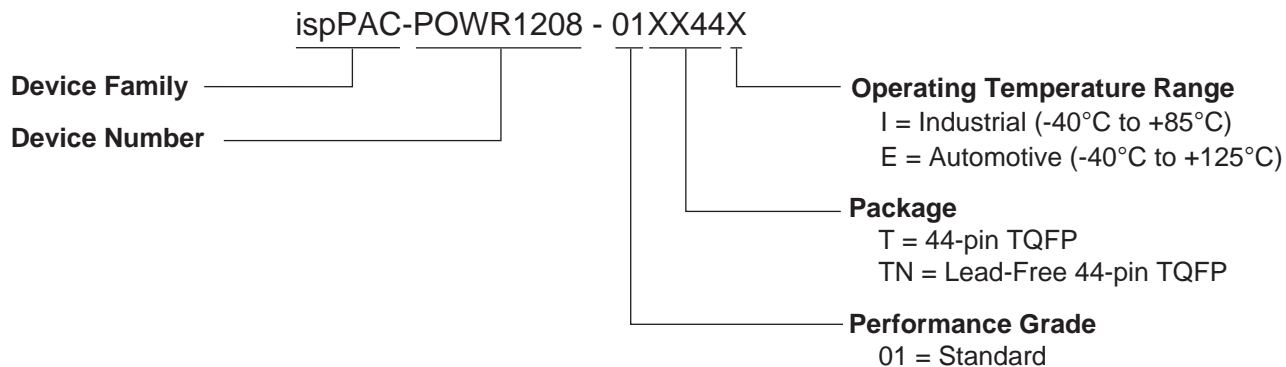 ispPAC-POWR1208 - 01XX44X
Device Family
Device Number
Operating Temperature Range
I = Industrial (-40°C to +85°C)
E = Automotive (-40°C to +125°C)
Package
T = 44-pin TQFP
TN = Lead-Free 44-pin TQFP
Performance Grade
01 = Standard